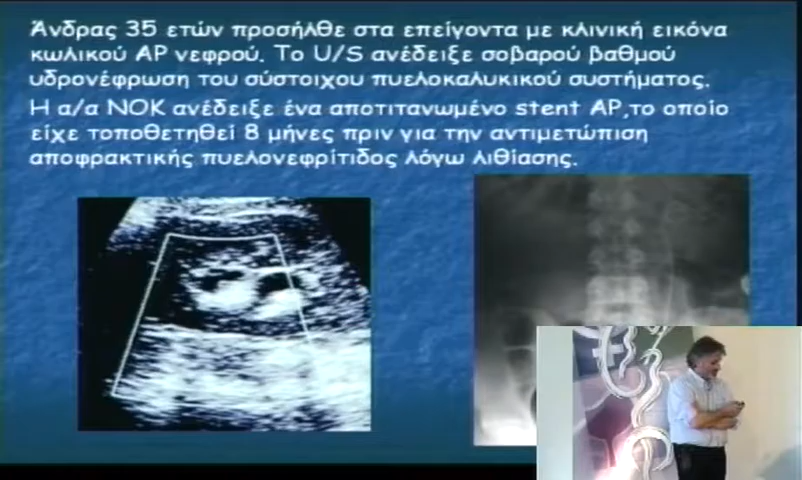 Άνδρας 35 ετών προσήλθε στα επείγοντα με κλινική εικόνα
κωλικού ΑΡ νεφρού. Το U/S ανέδειξε σοβαρού βαθμού
υδρονέφρωση του σύστοιχου πυελοκαλυκικού συστήματος.
Η α/α ΝΟΚ ανέδειξε ένα αποτιτανωμένο stent ΑΡ,το οποίο
είχε τοποθετηθεί 8 μήνες πριν για την αντιμετώπιση
αποφρακτικής πυελονεφρίτιδος λόγω λιθίασης.